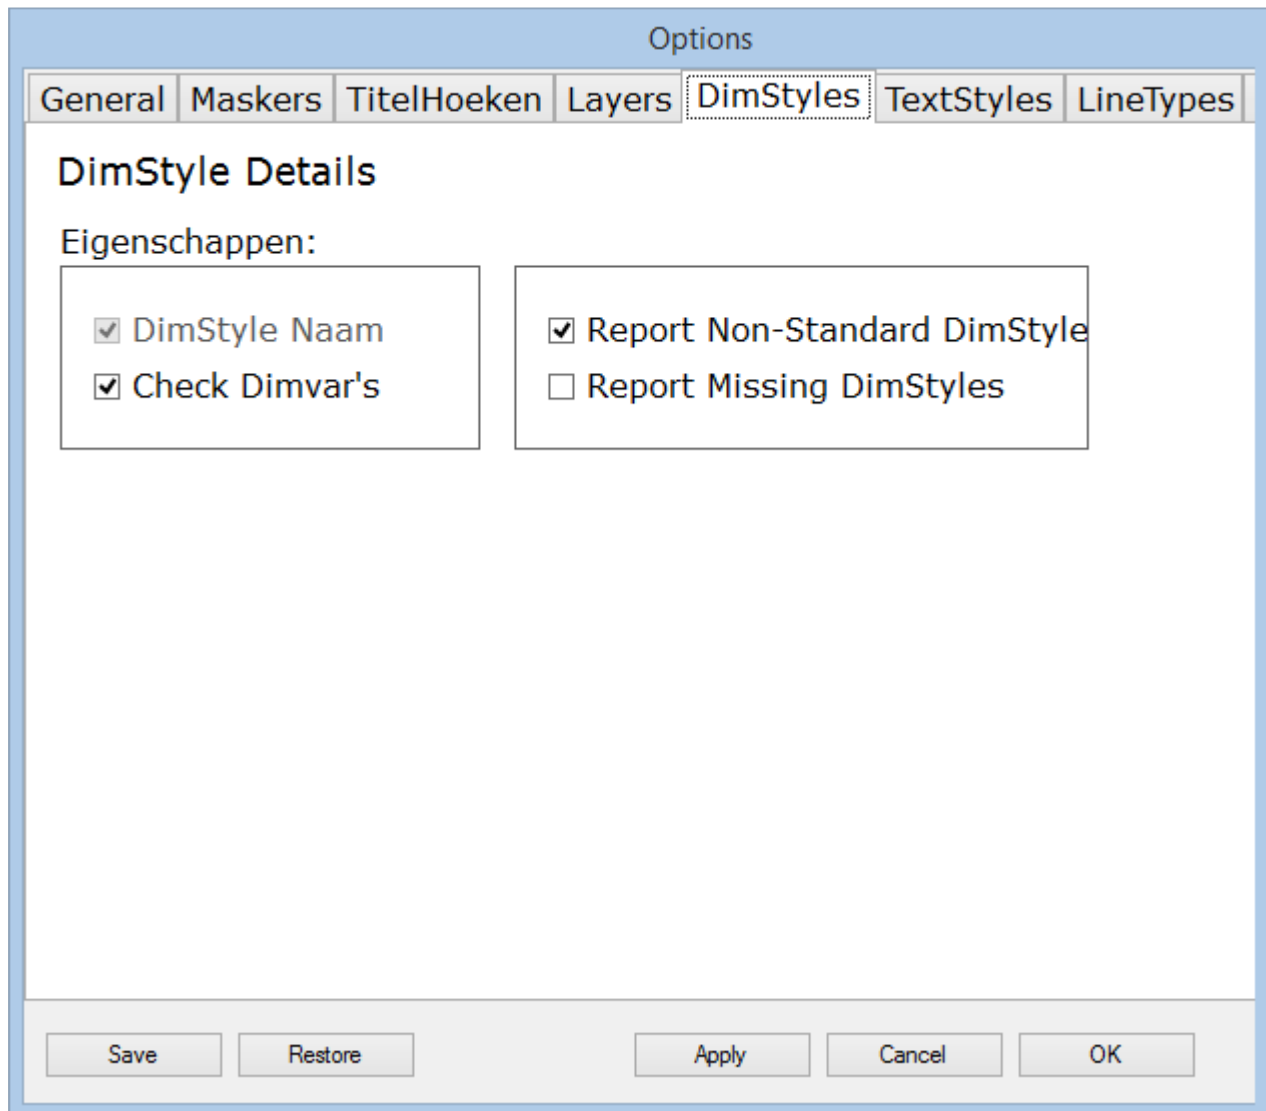 Options
General Maskers TitelHoeken Layers DimStyles TextStyles LineTypes
DimStyle Details
Eigenschappen:
DimStyle Naam
Check Dimvar's
Report Non-Standard DimStyle
Report Missing DimStyles
Save Restore Apply Cancel OK